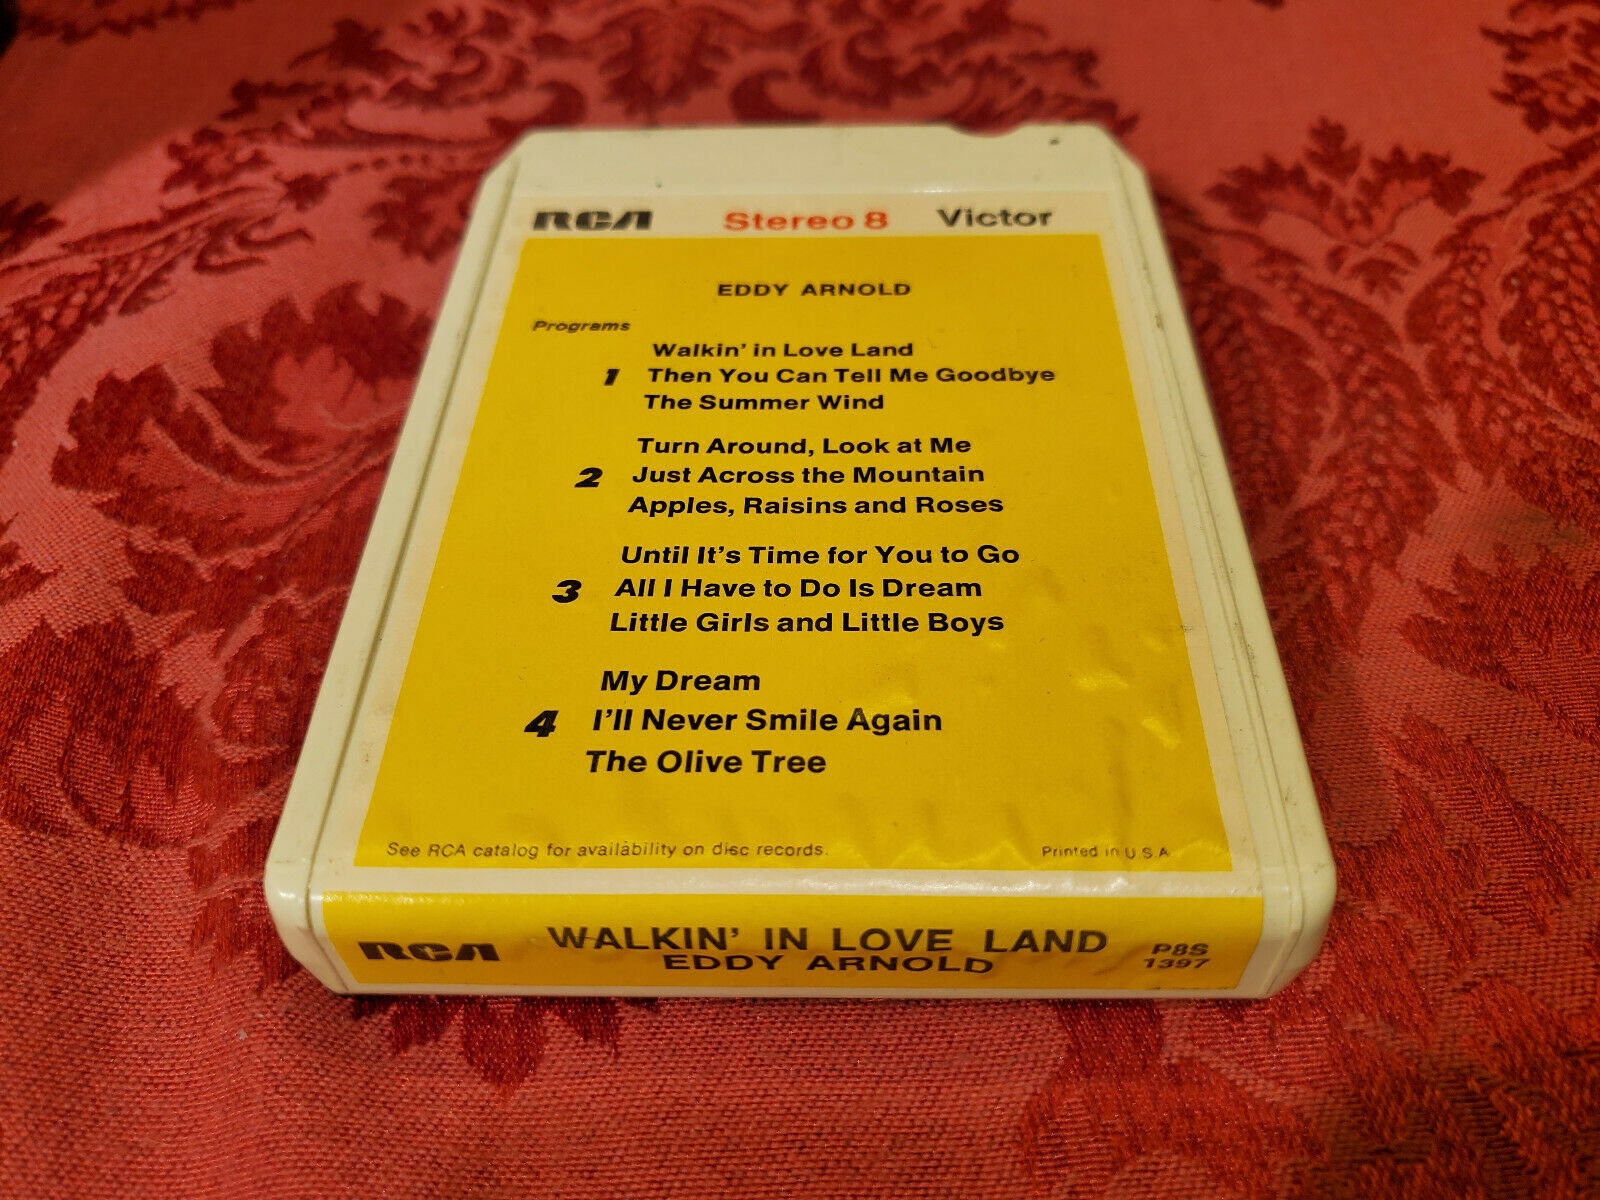 RCA Stereo 8 Victor
EDDY ARNOLD
Programs
Walkin' in Love Land
1 Then You Can Tell Me Goodbye
The Summer Wind
Turn Around, Look at Me
2 Just Across the Mountain
Apples, Raisins and Roses
Until It's Time for You to Go
3 All I Have to Do Is Dream
Little Girls and Little Boys
My Dream
4 I'll Never Smile Again
The Olive Tree
See RCA catalog for availability on disc records. Printed in U.S.A.
RCA WALKIN' IN LOVE LAND P8S
EDDY ARNOLD 1397